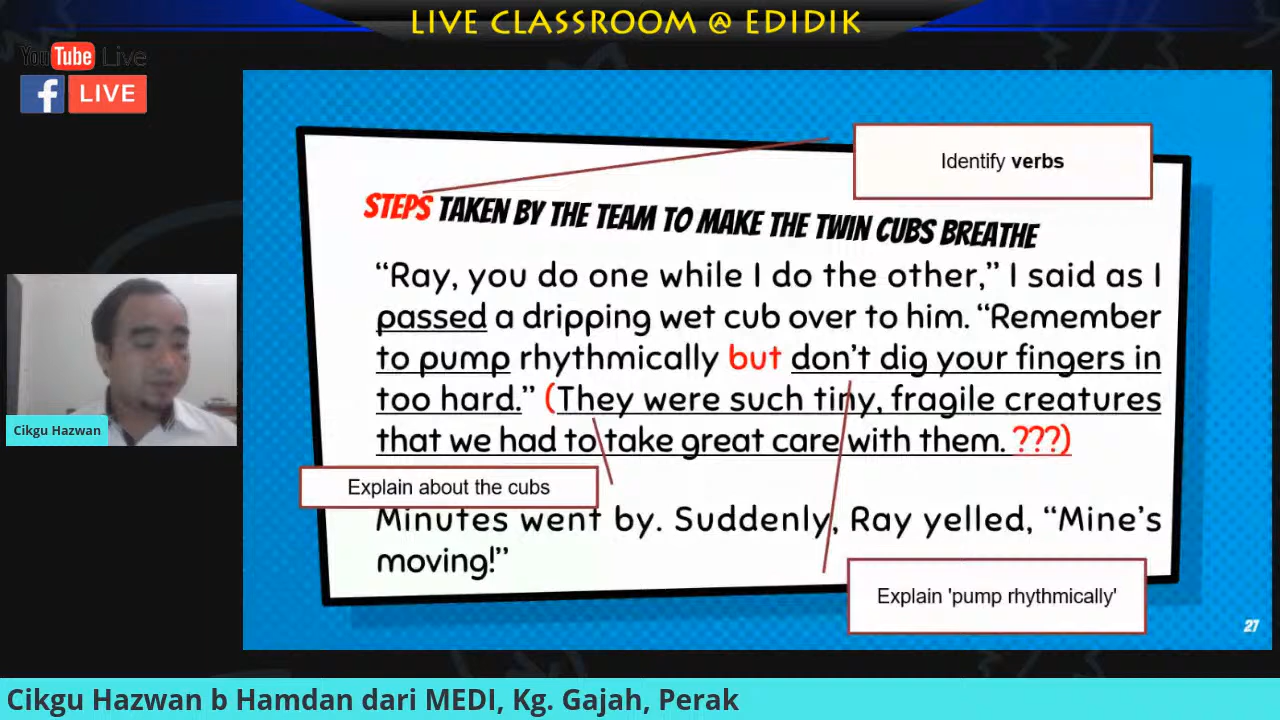 LIVE CLASSROOM @ EDIDIK
YouTube Live
f LIVE
Identify verbs
STEPS TAKEN BY THE TEAM TO MAKE THE TWIN CUBS BREATHE
“Ray, you do one while I do the other,” I said as I
passed a dripping wet cub over to him. “Remember
to pump rhythmically but don’t dig your fingers in
too hard.” (They were such tiny, fragile creatures
that we had to take great care with them. ???)
Explain about the cubs
Minutes went by. Suddenly, Ray yelled, “Mine’s
moving!”
Explain 'pump rhythmically'
27
Cikgu Hazwan
Cikgu Hazwan b Hamdan dari MEDI, Kg. Gajah, Perak